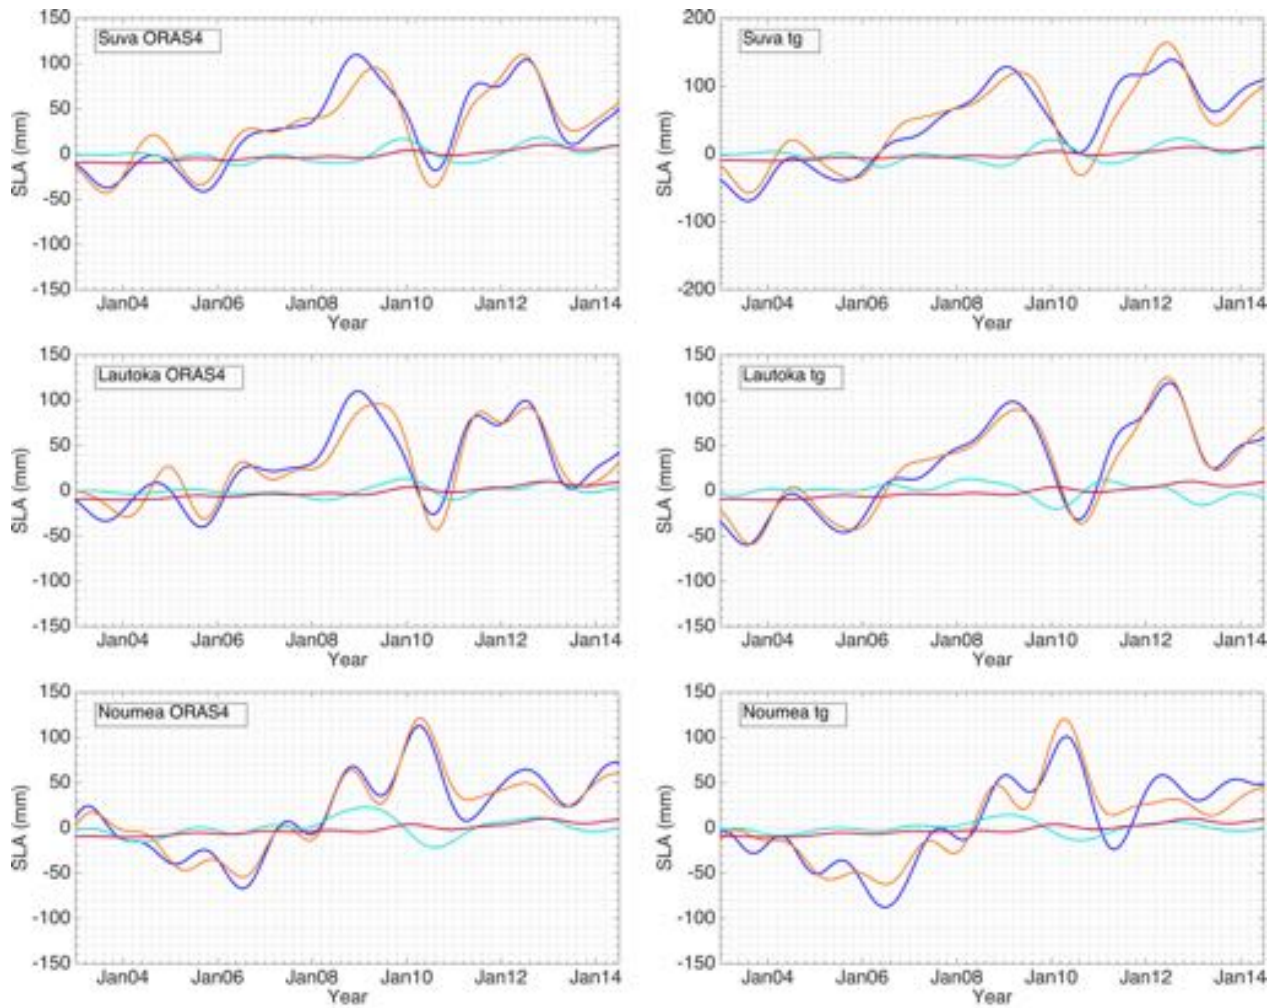 Suva ORAS4
150
100
50
0
-50
-100
-150
SLA (mm)
Jan04 Jan06 Jan08 Jan10 Jan12 Jan14
Year
Suva tg
200
100
0
-100
-200
SLA (mm)
Jan04 Jan06 Jan08 Jan10 Jan12 Jan14
Year
Lautoka ORAS4
150
100
50
0
-50
-100
-150
SLA (mm)
Jan04 Jan06 Jan08 Jan10 Jan12 Jan14
Year
Lautoka tg
150
100
50
0
-50
-100
-150
SLA (mm)
Jan04 Jan06 Jan08 Jan10 Jan12 Jan14
Year
Noumea ORAS4
150
100
50
0
-50
-100
-150
SLA (mm)
Jan04 Jan06 Jan08 Jan10 Jan12 Jan14
Year
Noumea tg
150
100
50
0
-50
-100
-150
SLA (mm)
Jan04 Jan06 Jan08 Jan10 Jan12 Jan14
Year